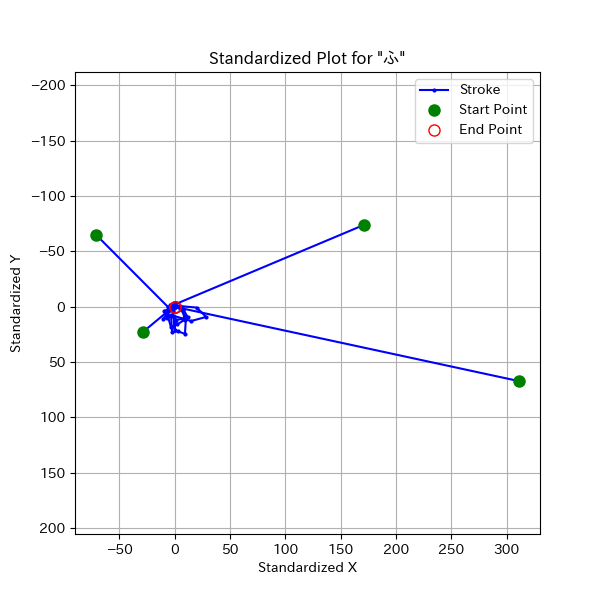 Standardized Plot for "ふ"
Stroke
Start Point
End Point
Standardized Y
−200
−150
−100
−50
0
50
100
150
200
−50 0 50 100 150 200 250 300
Standardized X